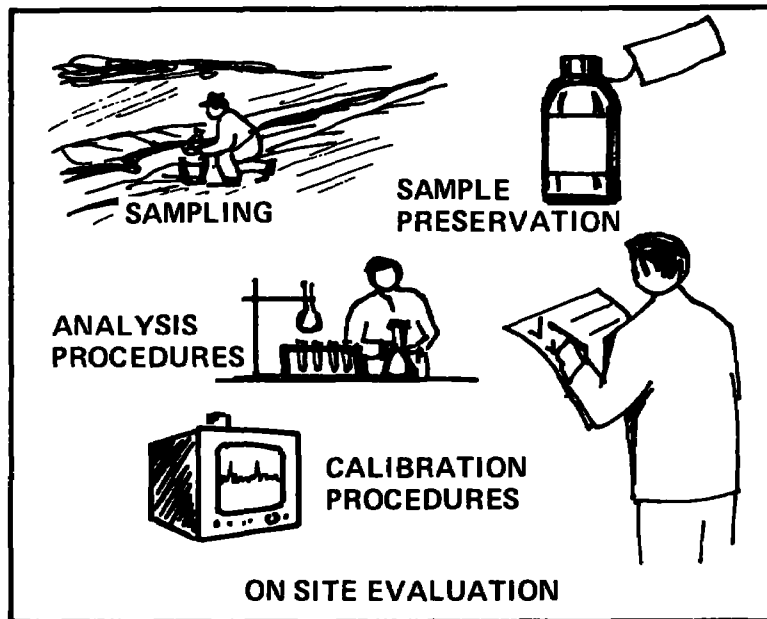 SAMPLING
SAMPLE
PRESERVATION
ANALYSIS
PROCEDURES
CALIBRATION
PROCEDURES
ON SITE EVALUATION